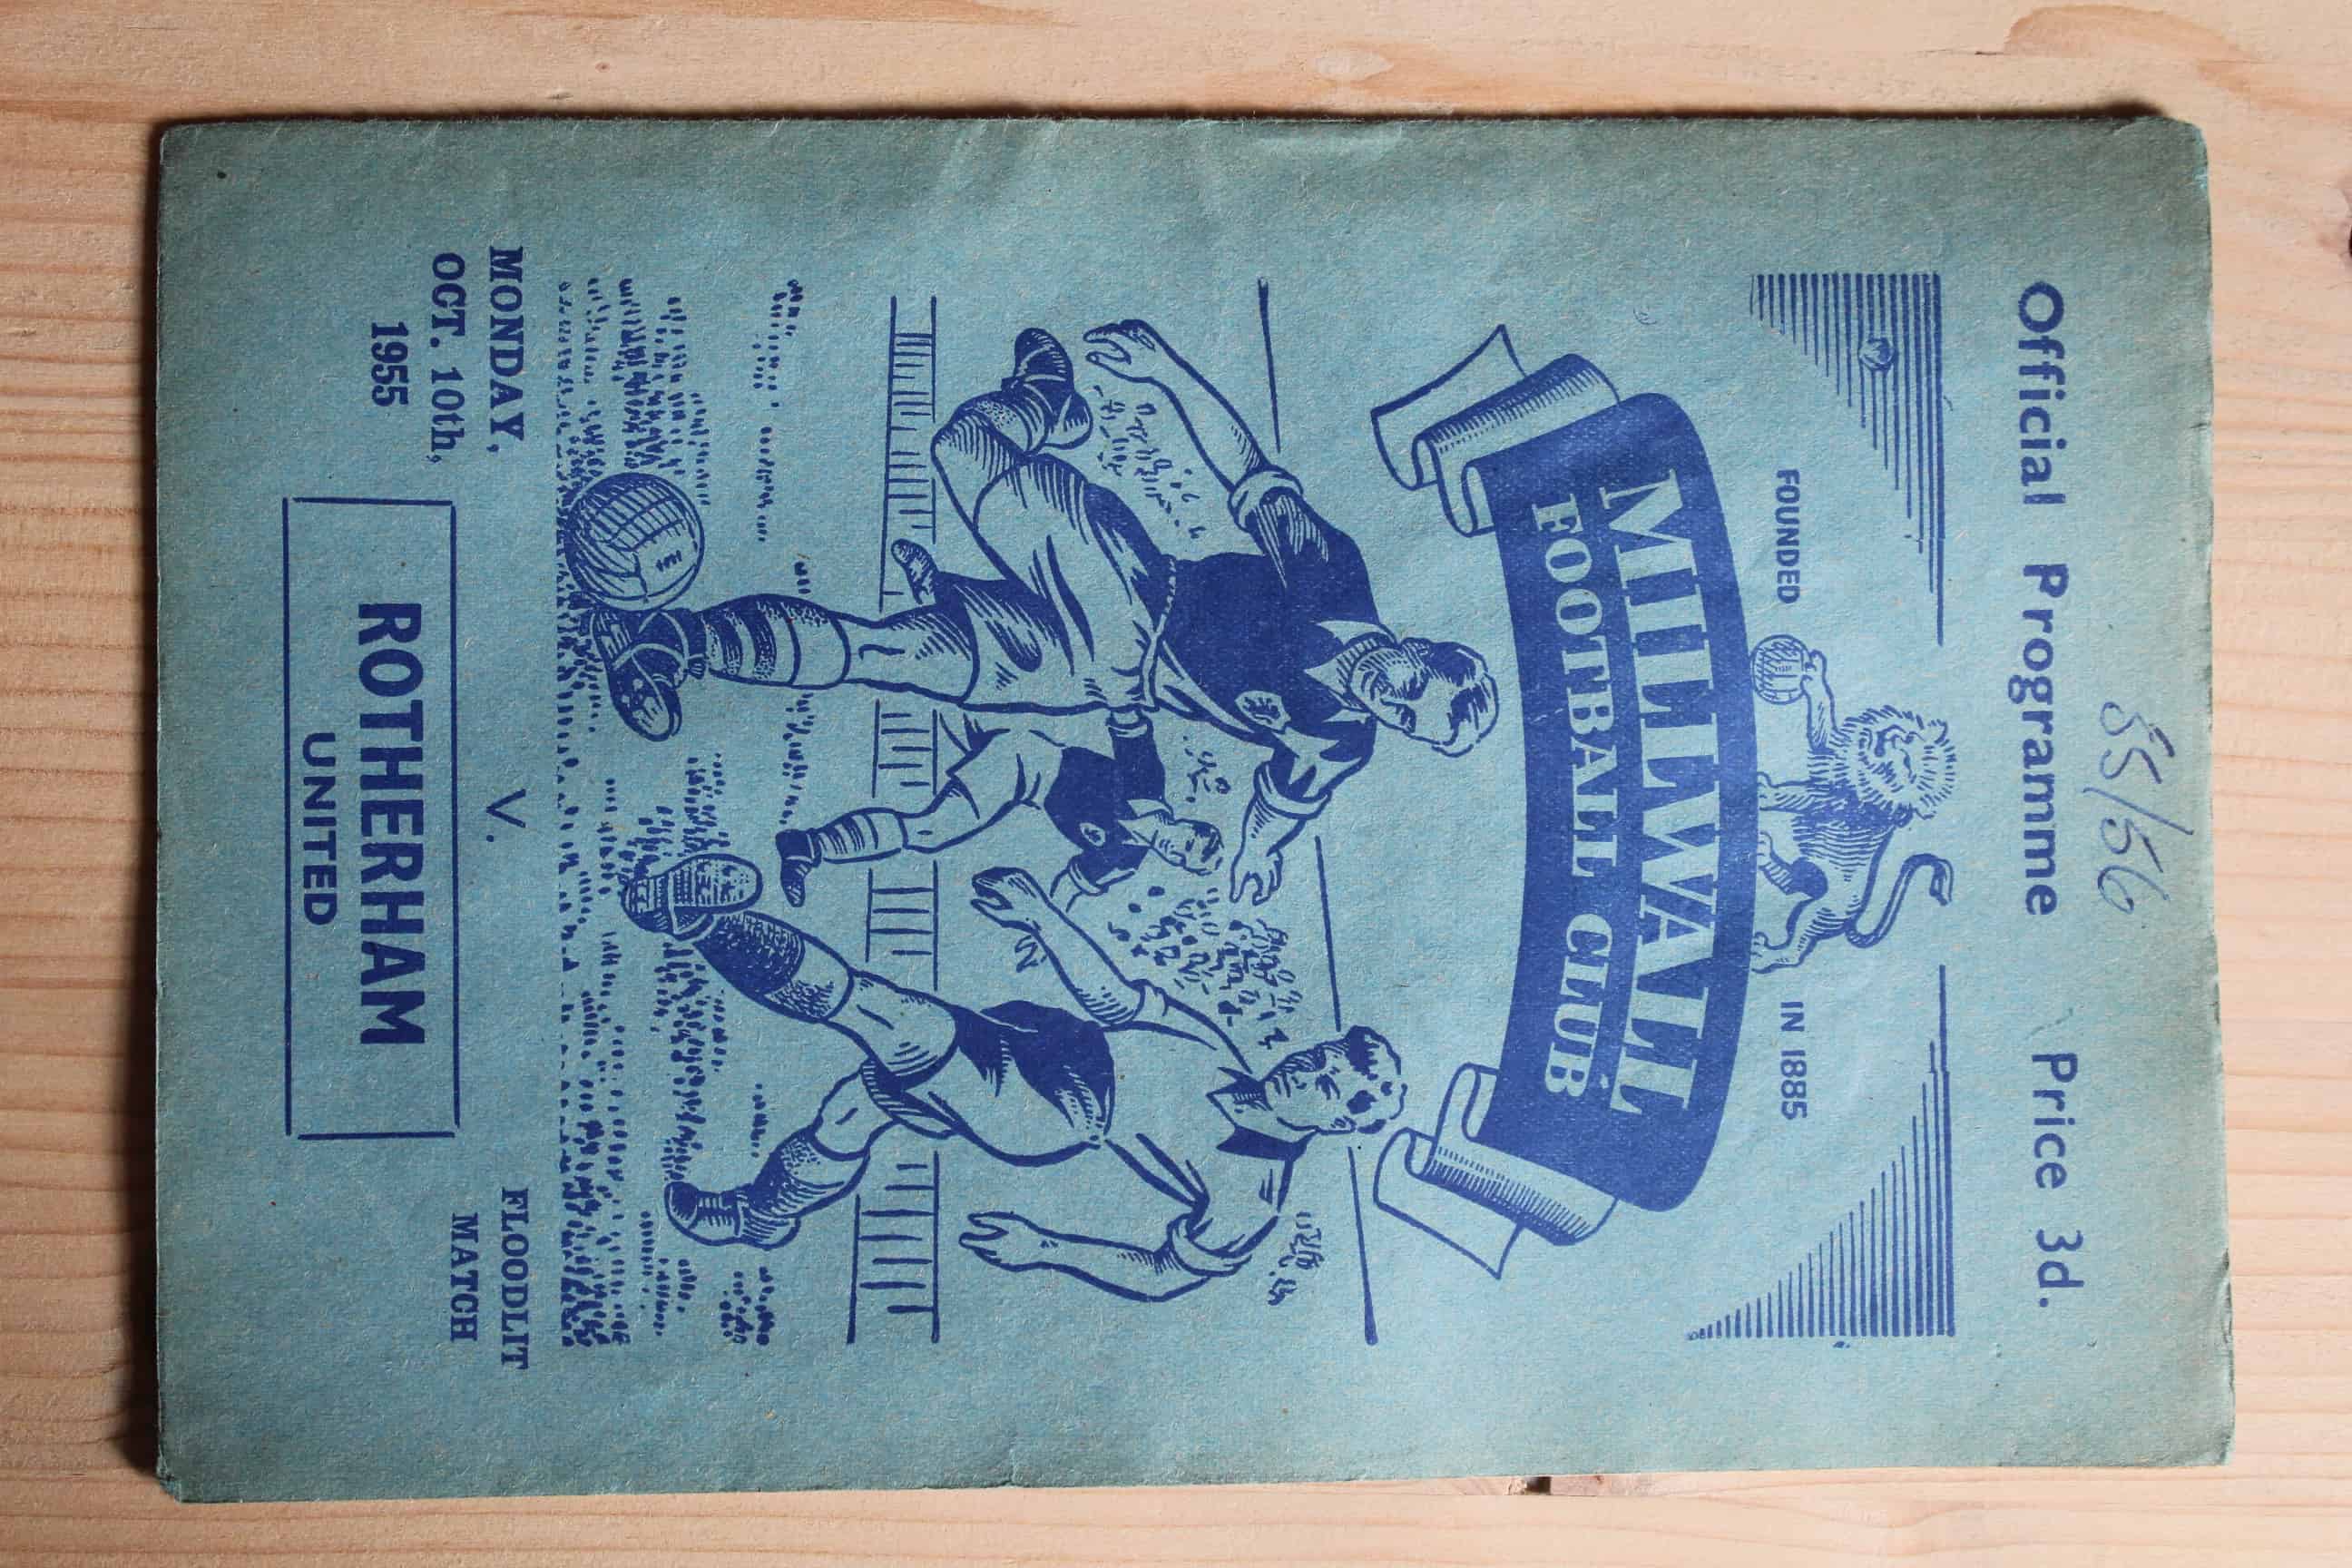 55/56
Official Programme Price 3d.
FOUNDED IN 1885
MILLWALL
FOOTBALL CLUB
MONDAY,
OCT. 10th,
1955
V.
FLOODLIT
MATCH
ROTHERHAM
UNITED